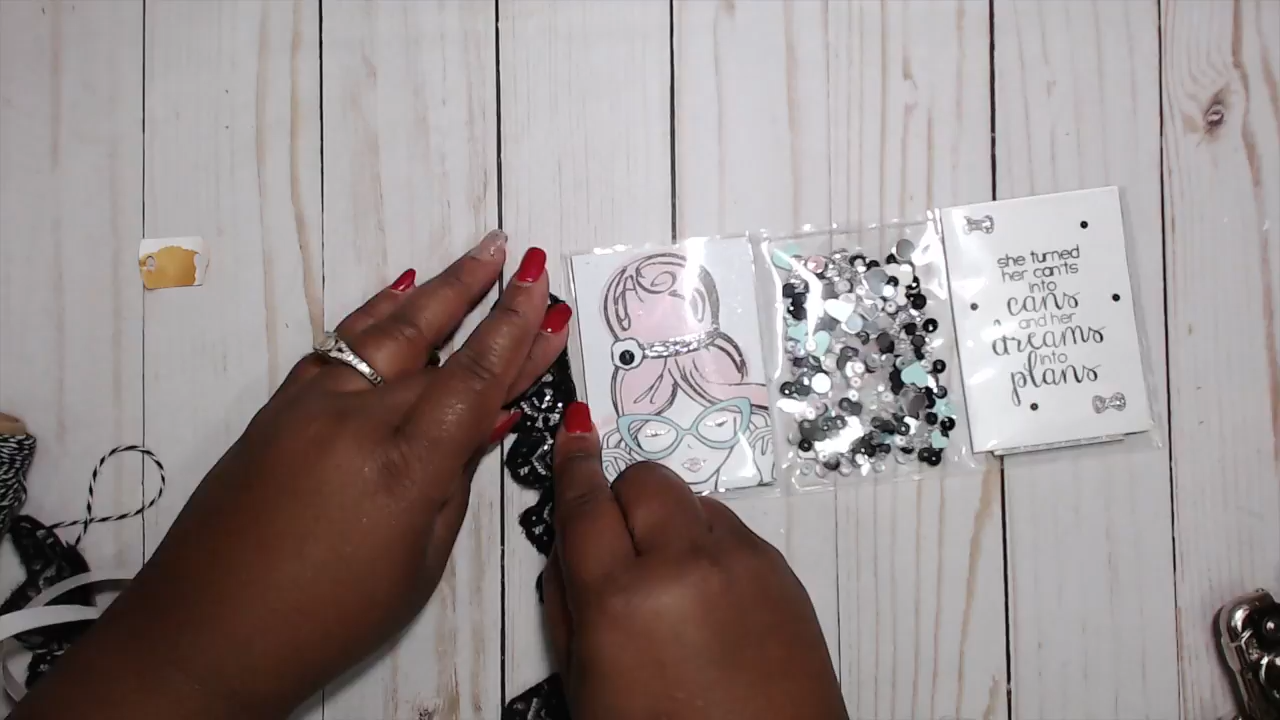 she turned
her can'ts
into
cans
and her
dreams
into
plans